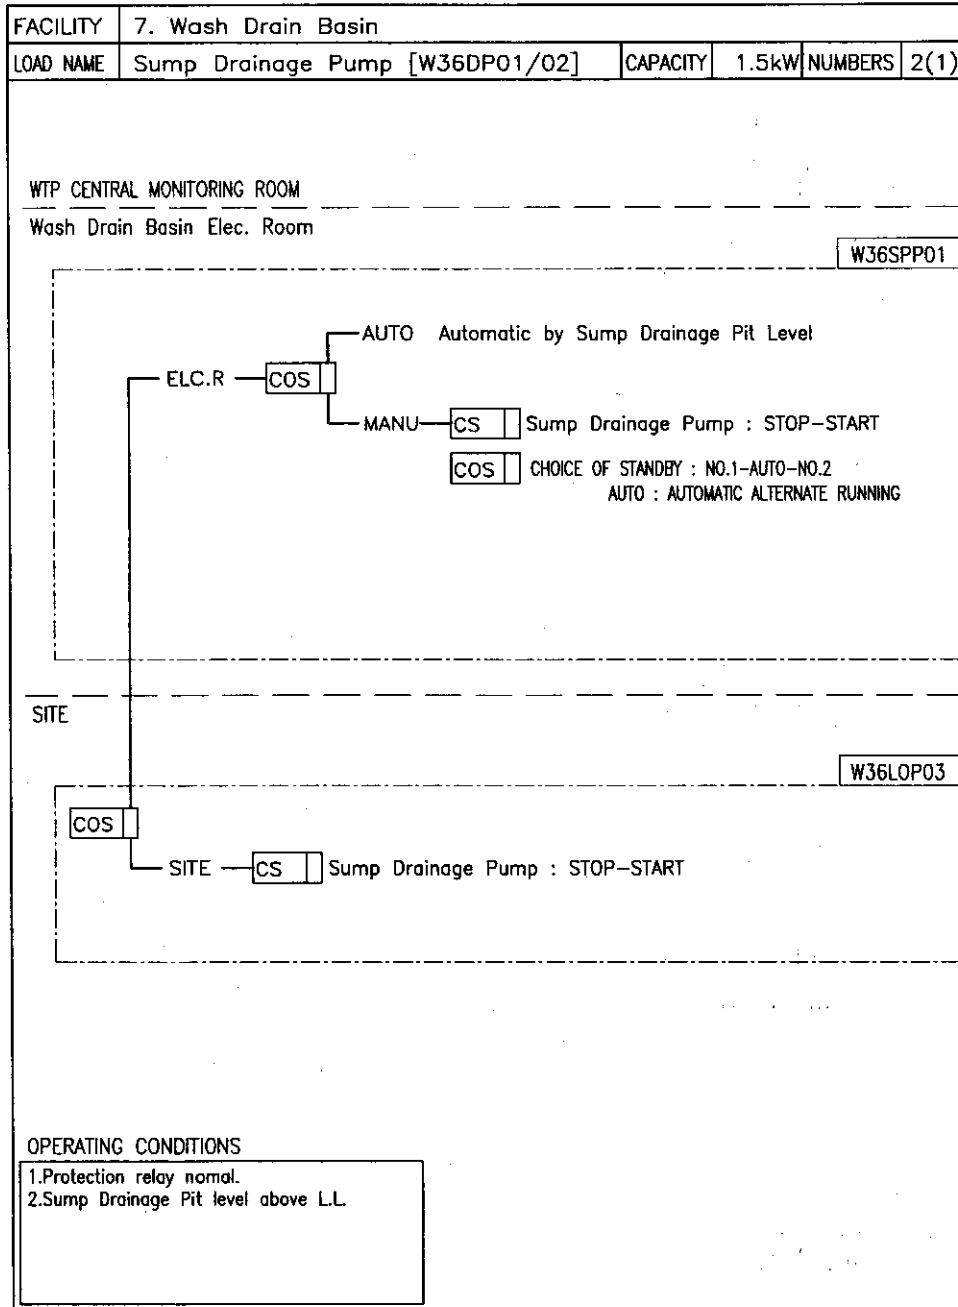 FACILITY 7. Wash Drain Basin
LOAD NAME Sump Drainage Pump [W36DP01/02] CAPACITY 1.5kW NUMBERS 2(1)
WTP CENTRAL MONITORING ROOM
Wash Drain Basin Elec. Room
W36SPP01
AUTO Automatic by Sump Drainage Pit Level
ELC.R COS
MANU CS Sump Drainage Pump : STOP-START
COS CHOICE OF STANDBY : NO.1-AUTO-NO.2
AUTO : AUTOMATIC ALTERNATE RUNNING
SITE
W36LOP03
COS
SITE CS Sump Drainage Pump : STOP-START
OPERATING CONDITIONS
1.Protection relay nomal.
2.Sump Drainage Pit level above L.L.